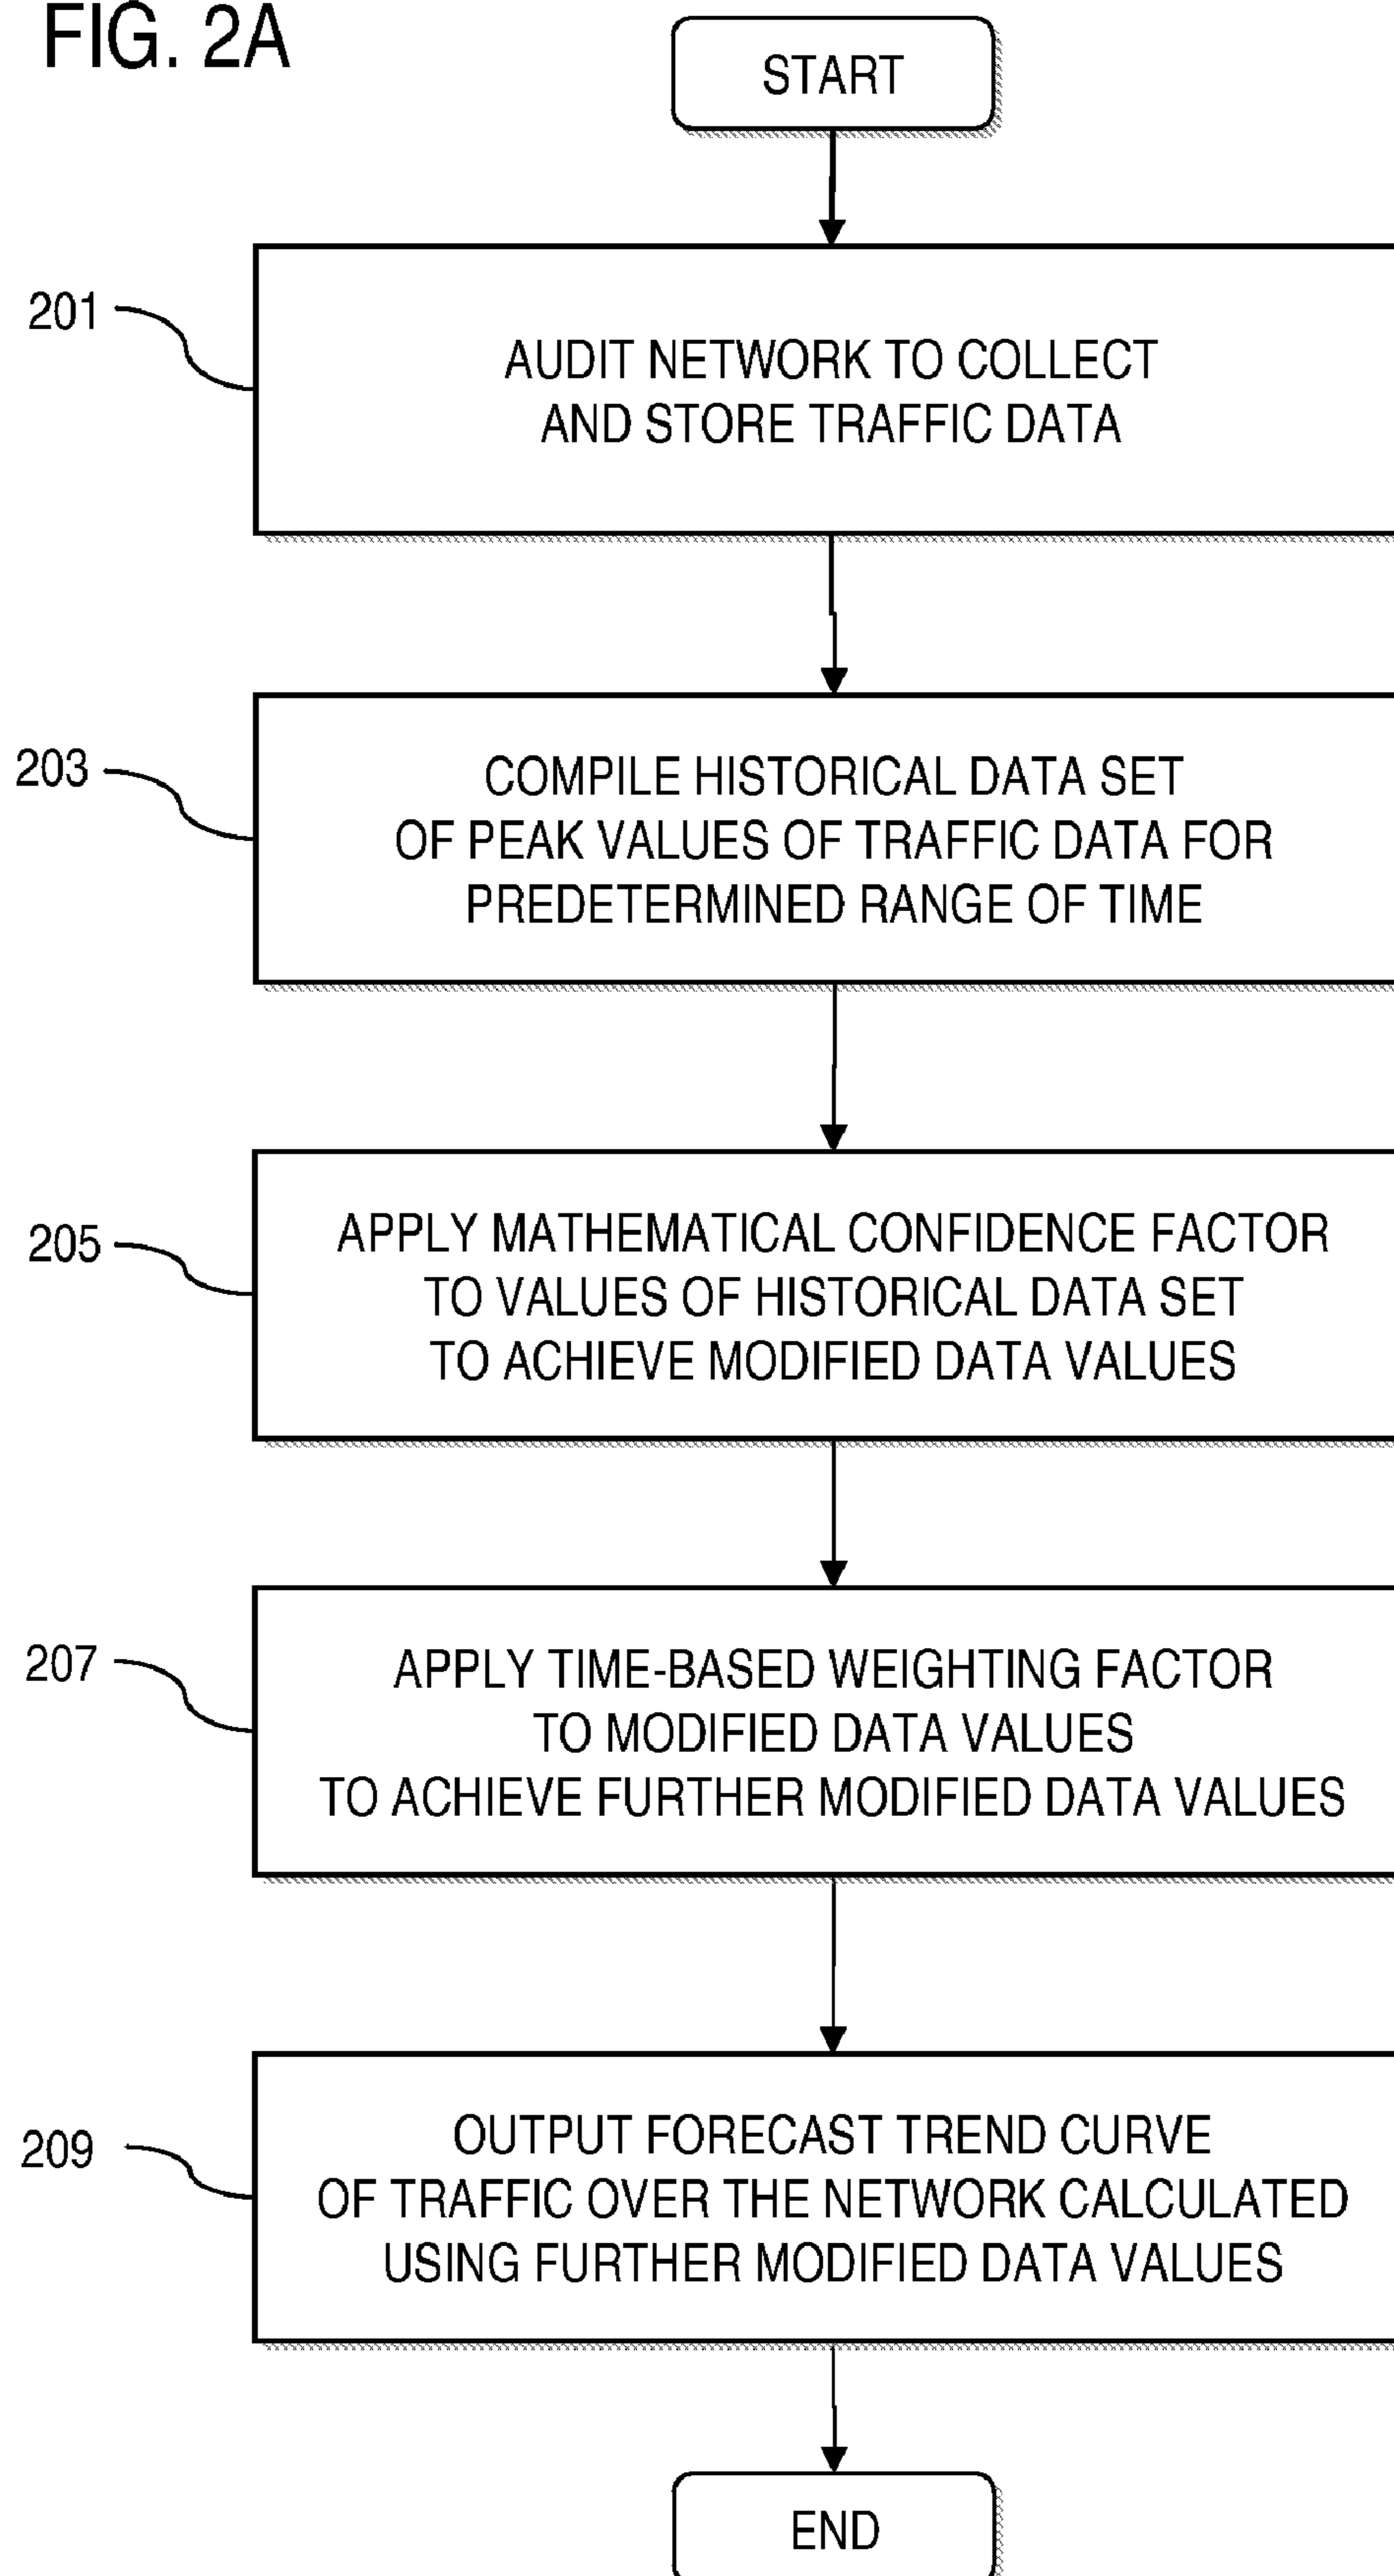 FIG. 2A
START
201
AUDIT NETWORK TO COLLECT
AND STORE TRAFFIC DATA
203
COMPILE HISTORICAL DATA SET
OF PEAK VALUES OF TRAFFIC DATA FOR
PREDETERMINED RANGE OF TIME
205
APPLY MATHEMATICAL CONFIDENCE FACTOR
TO VALUES OF HISTORICAL DATA SET
TO ACHIEVE MODIFIED DATA VALUES
207
APPLY TIME-BASED WEIGHTING FACTOR
TO MODIFIED DATA VALUES
TO ACHIEVE FURTHER MODIFIED DATA VALUES
209
OUTPUT FORECAST TREND CURVE
OF TRAFFIC OVER THE NETWORK CALCULATED
USING FURTHER MODIFIED DATA VALUES
END